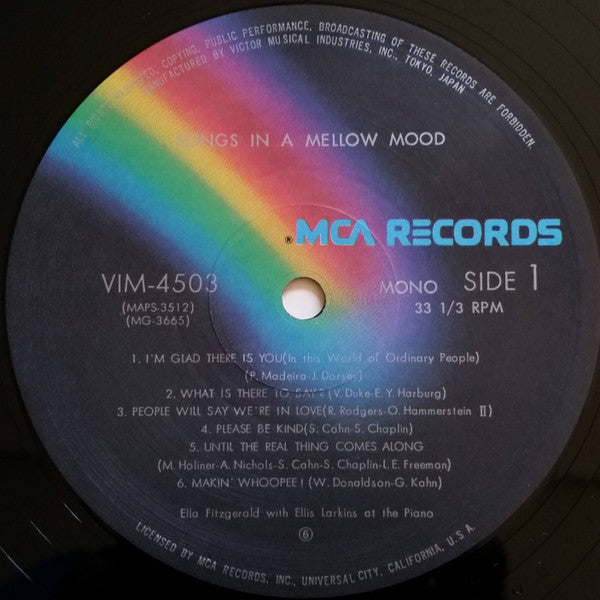 ALL RIGHTS RESERVED, COPYING, PUBLIC PERFORMANCE, BROADCASTING OF THESE RECORDS ARE FORBIDDEN.
MANUFACTURED BY VICTOR MUSICAL INDUSTRIES, INC., TOKYO, JAPAN
SONGS IN A MELLOW MOOD
® MCA RECORDS
VIM-4503 MONO SIDE 1
(MAPS-3512) 33 1/3 RPM
(MG-3665)
1. I'M GLAD THERE IS YOU(In this World of Ordinary People)
(P. Madeira-J. Dorsey)
2. WHAT IS THERE TO SAY?(V. Duke-E. Y. Harburg)
3. PEOPLE WILL SAY WE'RE IN LOVE(R. Rodgers-O. Hammerstein II)
4. PLEASE BE KIND(S. Cahn-S. Chaplin)
5. UNTIL THE REAL THING COMES ALONG
(M. Holiner-A. Nichols-S. Cahn-S. Chaplin-L.E. Freeman)
6. MAKIN' WHOOPEE! (W. Donaldson-G. Kahn)
Ella Fitzgerald with Ellis Larkins at the Piano
⑥
LICENSED BY MCA RECORDS, INC., UNIVERSAL CITY, CALIFORNIA, U.S.A.